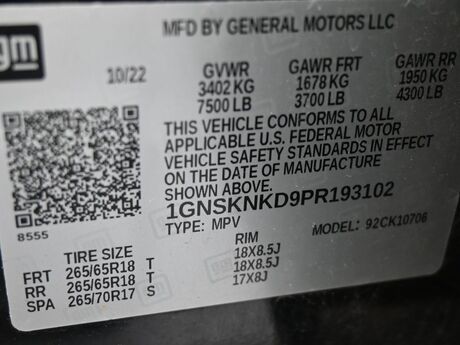 gm
MFD BY GENERAL MOTORS LLC
10/22
GVWR GAWR FRT GAWR RR
3402 KG 1678 KG 1950 KG
7500 LB 3700 LB 4300 LB
THIS VEHICLE CONFORMS TO ALL
APPLICABLE U.S. FEDERAL MOTOR
VEHICLE SAFETY STANDARDS IN EFFECT
ON THE DATE OF MANUFACTURE
SHOWN ABOVE.
1GNSKNKD9PR193102
8555
TYPE: MPV MODEL: 92CK10706
TIRE SIZE RIM
FRT 265/65R18 T 18X8.5J
RR 265/65R18 T 18X8.5J
SPA 265/70R17 S 17X8J